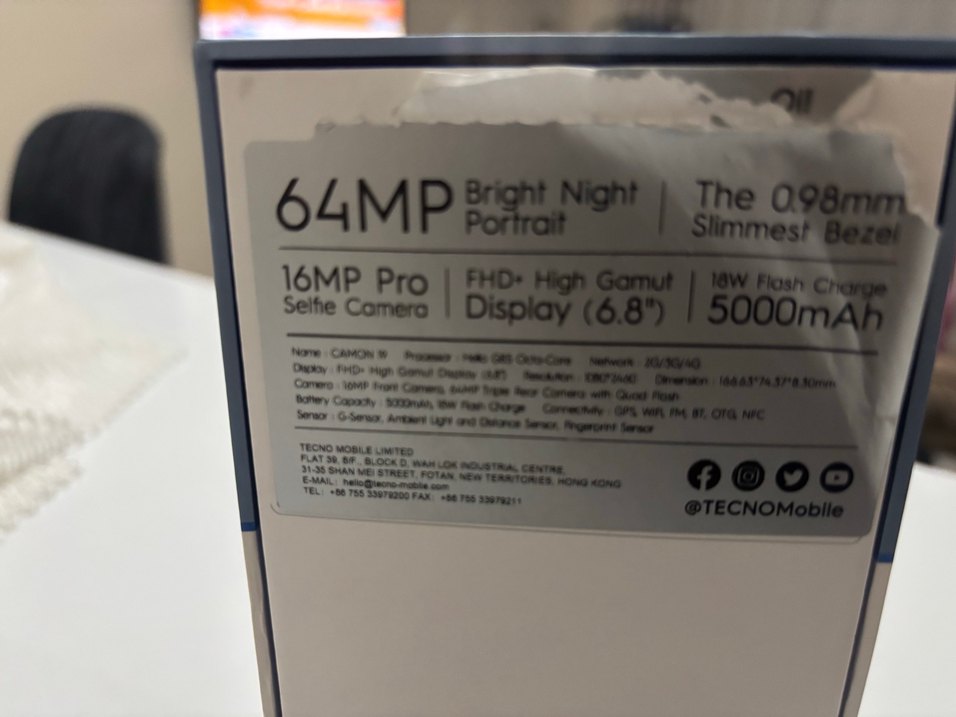 64MP Bright Night Portrait | The 0.98mm Slimmest Bezel
16MP Pro Selfie Camera | FHD+ High Gamut Display (6.8") | 18W Flash Charge 5000mAh
Name : CAMON 19 Processor : Helio G85 Octa-Core Network : 2G/3G/4G
Display : FHD+ High Gamut Display (6.8") Resolution : 1080*2460 Dimension : 166.63*74.37*8.30mm
Camera : 16MP Front Camera, 64MP Triple Rear Camera with Quad Flash
Battery Capacity : 5000mAh, 18W Flash Charge Connectivity : GPS, WIFI, FM, BT, OTG, NFC
Sensor : G-Sensor, Ambient Light and Distance Sensor, Fingerprint Sensor
TECNO MOBILE LIMITED
FLAT 39, 8/F., BLOCK D, WAH LOK INDUSTRIAL CENTRE,
31-35 SHAN MEI STREET, FOTAN, NEW TERRITORIES, HONG KONG
E-MAIL: hello@tecno-mobile.com
TEL: +86 755 33979200 FAX: +86 755 33979211
@TECNOMobile